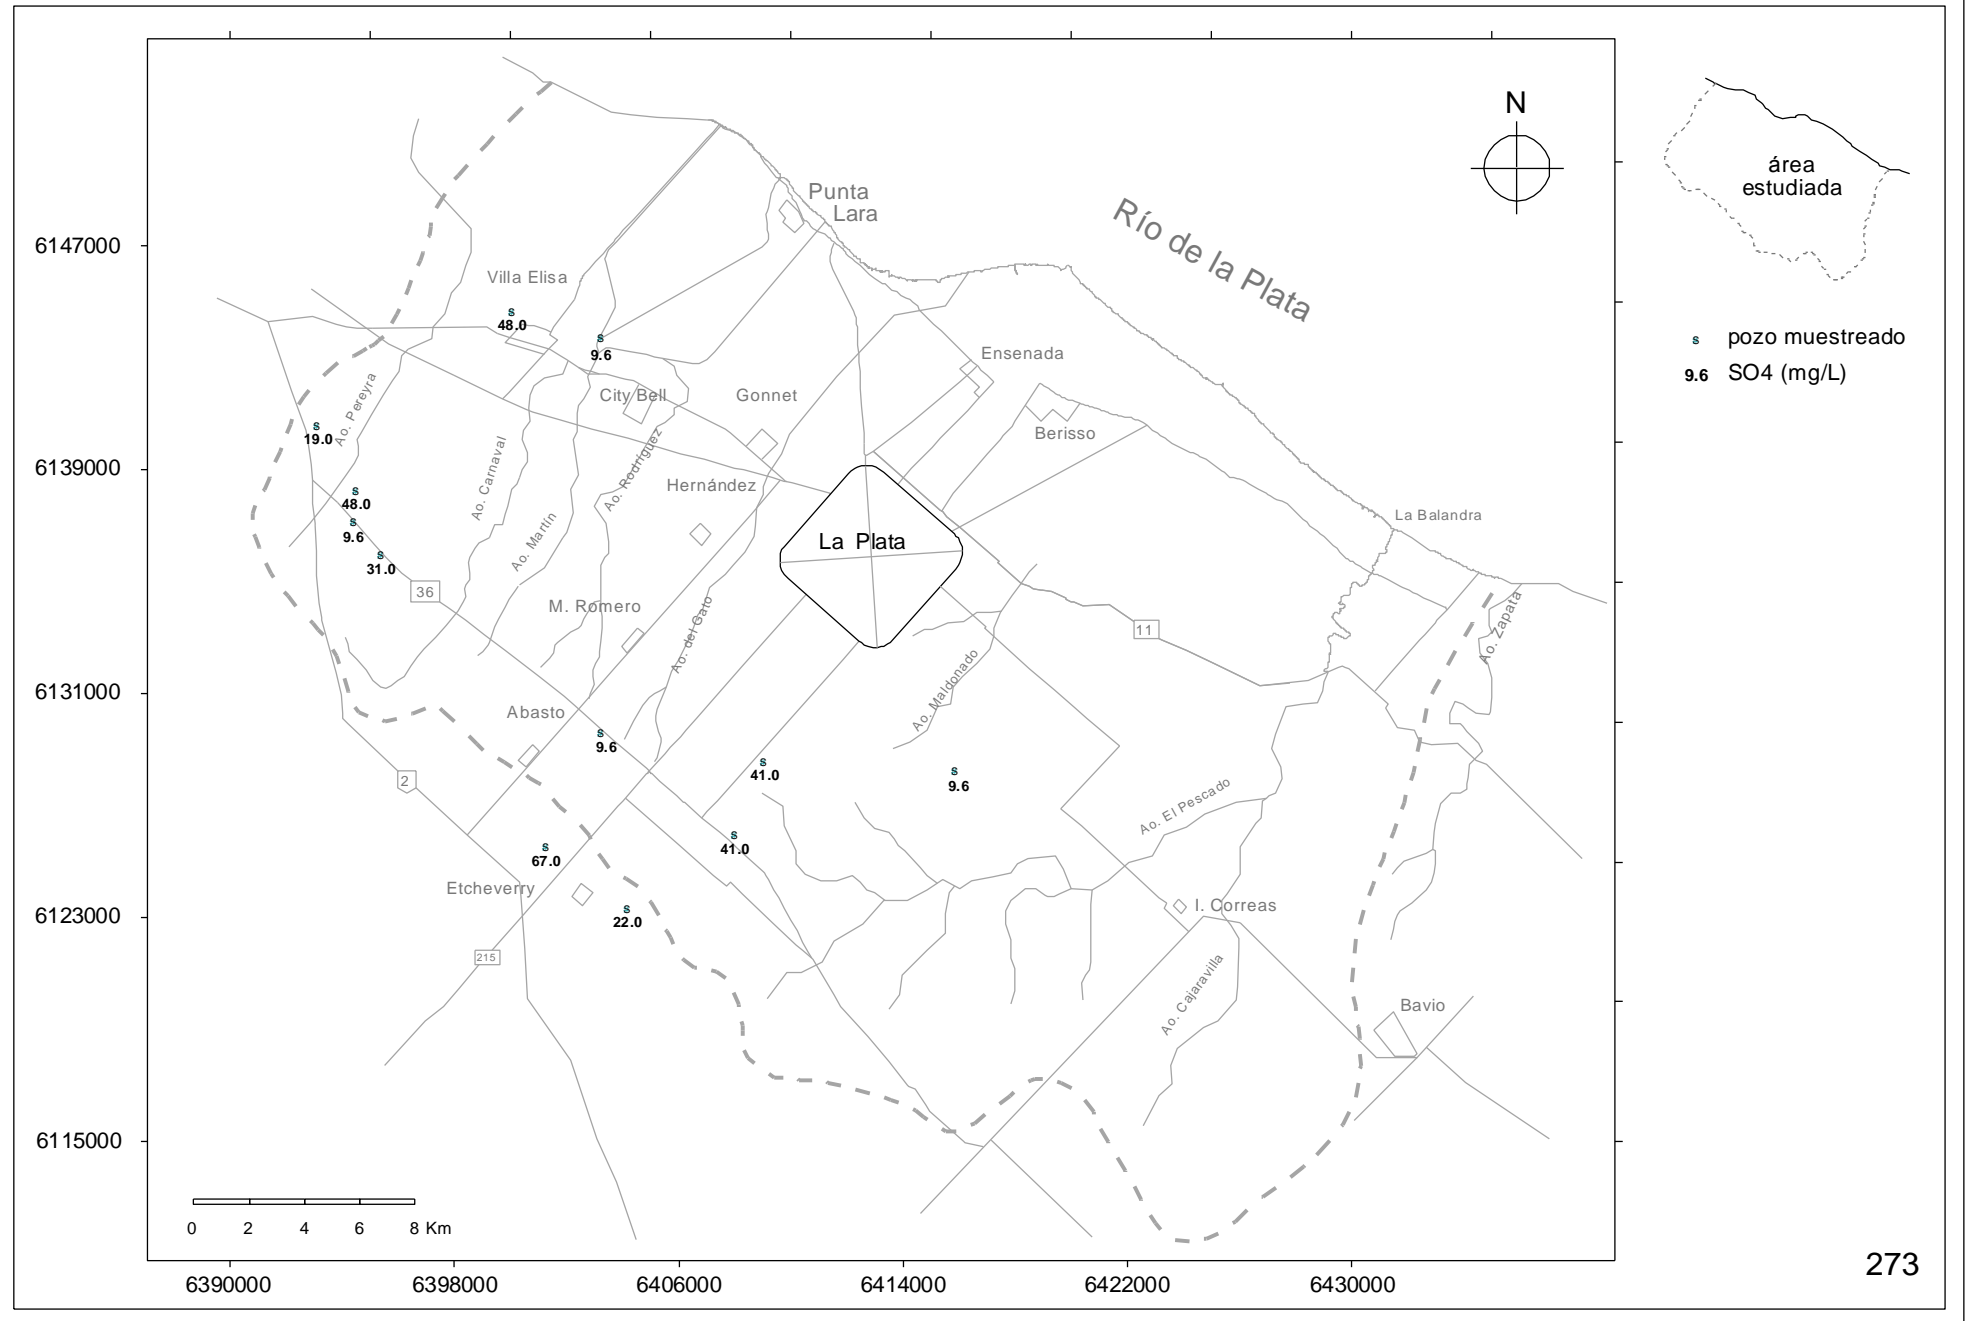 N
Punta
Lara
Río de la Plata
área
estudiada
6147000
Villa Elisa
48.0
9.6
Ensenada
s pozo muestreado
9.6 SO4 (mg/L)
City Bell
Gonnet
Ao. Pereyra
19.0
Berisso
6139000
Ao. Carnaval
Ao. Rodríguez
Hernández
48.0
9.6
31.0
Ao. Martín
La Plata
La Balandra
36
M. Romero
Ao. del Gato
11
Ao. Zapata
6131000
Ao. Maldonado
Abasto
9.6
2
41.0
9.6
Ao. El Pescado
41.0
67.0
Etcheverry
22.0
6123000
I. Correas
215
Ao. Cajaravilla
Bavio
6115000
0 2 4 6 8 Km
6390000 6398000 6406000 6414000 6422000 6430000
273